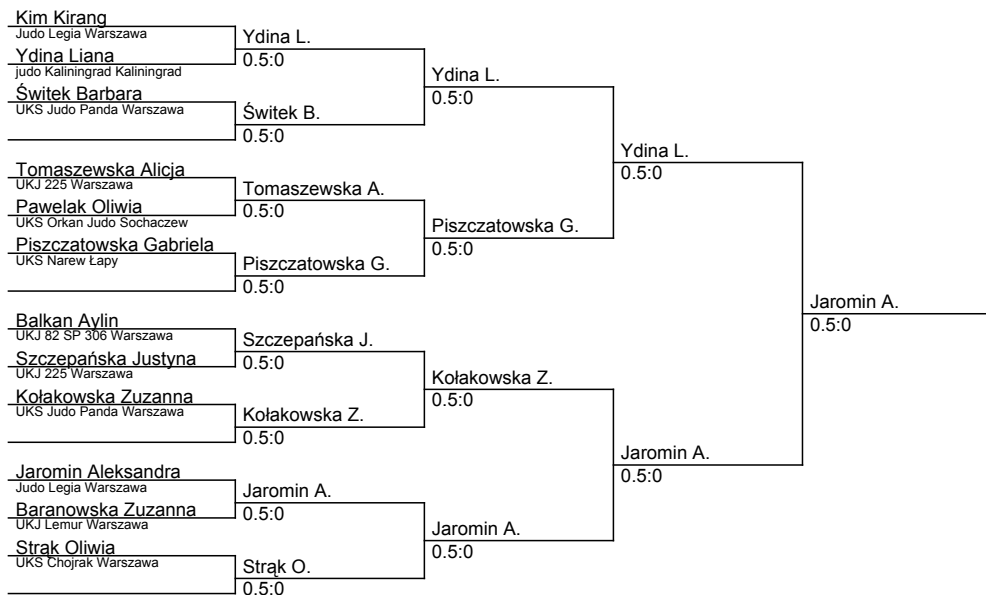 Kim Kirang
Judo Legia Warszawa
Ydina Liana
judo Kaliningrad Kaliningrad
Świtek Barbara
UKS Judo Panda Warszawa
Tomaszewska Alicja
UKJ 225 Warszawa
Pawelak Oliwia
UKS Orkan Judo Sochaczew
Piszczatowska Gabriela
UKS Narew Łapy
Balkan Aylin
UKJ 82 SP 306 Warszawa
Szczepańska Justyna
UKJ 225 Warszawa
Kołakowska Zuzanna
UKS Judo Panda Warszawa
Jaromin Aleksandra
Judo Legia Warszawa
Baranowska Zuzanna
UKJ Lemur Warszawa
Strąk Oliwia
UKS Chojrak Warszawa
Ydina L.
0.5:0
Świtek B.
0.5:0
Tomaszewska A.
0.5:0
Piszczatowska G.
0.5:0
Szczepańska J.
0.5:0
Kołakowska Z.
0.5:0
Jaromin A.
0.5:0
Strąk O.
0.5:0
Ydina L.
0.5:0
Piszczatowska G.
0.5:0
Kołakowska Z.
0.5:0
Jaromin A.
0.5:0
Ydina L.
0.5:0
Jaromin A.
0.5:0
Jaromin A.
0.5:0